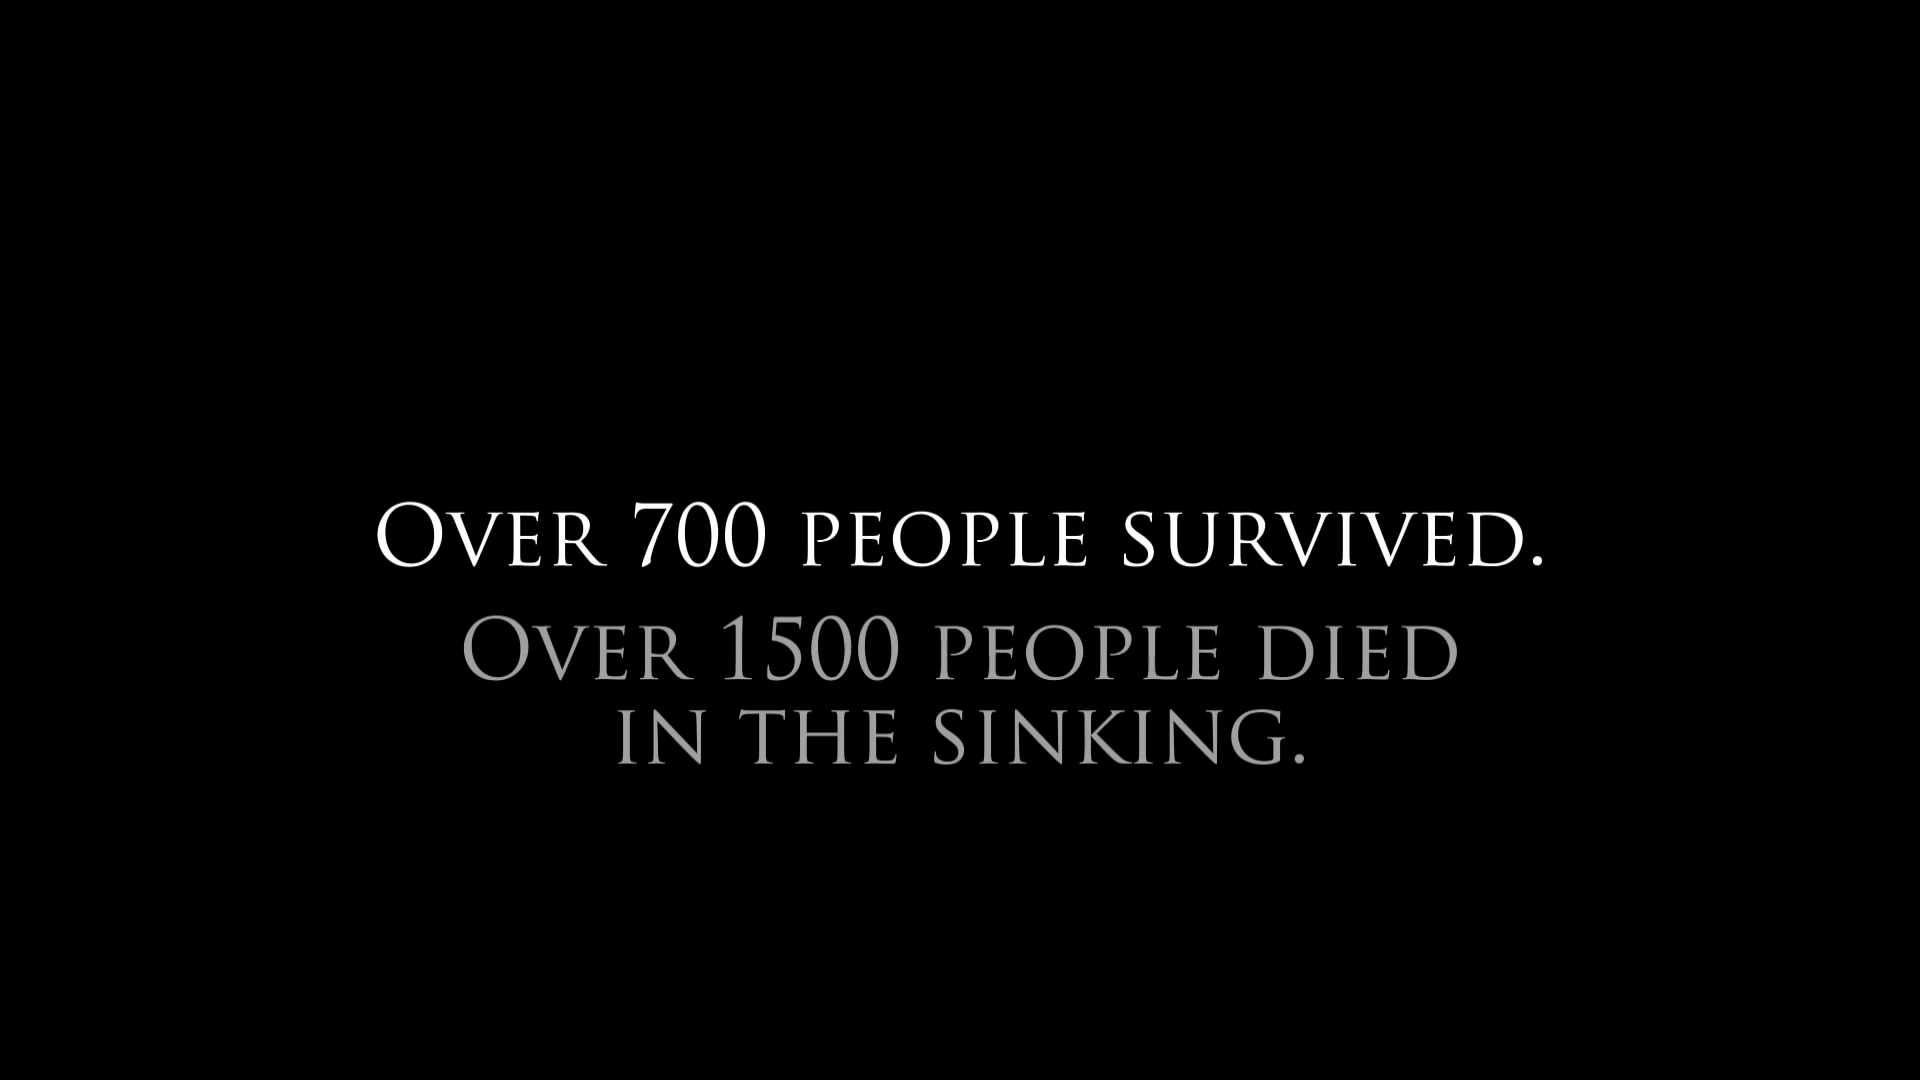 Over 700 people survived.
Over 1500 people died
in the sinking.